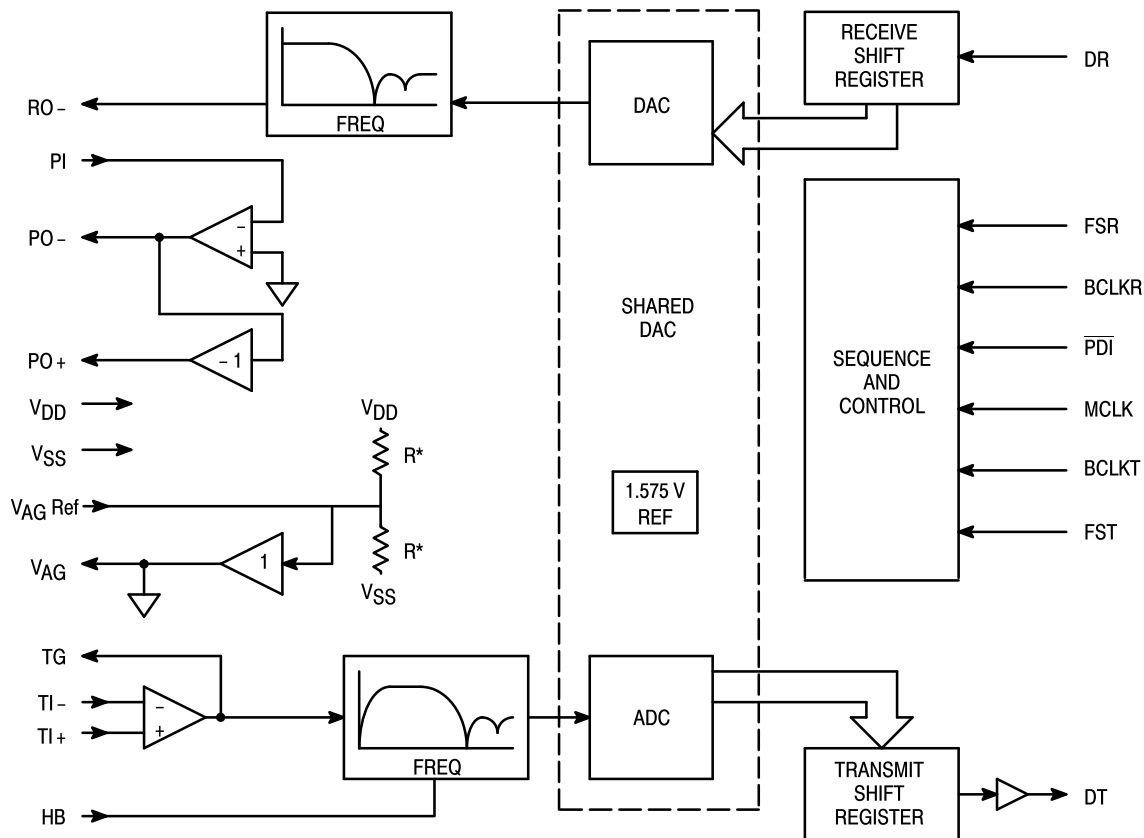 RO –
PI
PO –
PO +
VDD
VSS
VAG Ref
VAG
TG
TI –
TI +
HB
FREQ
–
+
– 1
VDD
R*
R*
VSS
1
–
+
FREQ
DAC
SHARED
DAC
1.575 V
REF
ADC
RECEIVE
SHIFT
REGISTER
SEQUENCE
AND
CONTROL
TRANSMIT
SHIFT
REGISTER
DR
FSR
BCLKR
P̅D̅I̅
MCLK
BCLKT
FST
DT